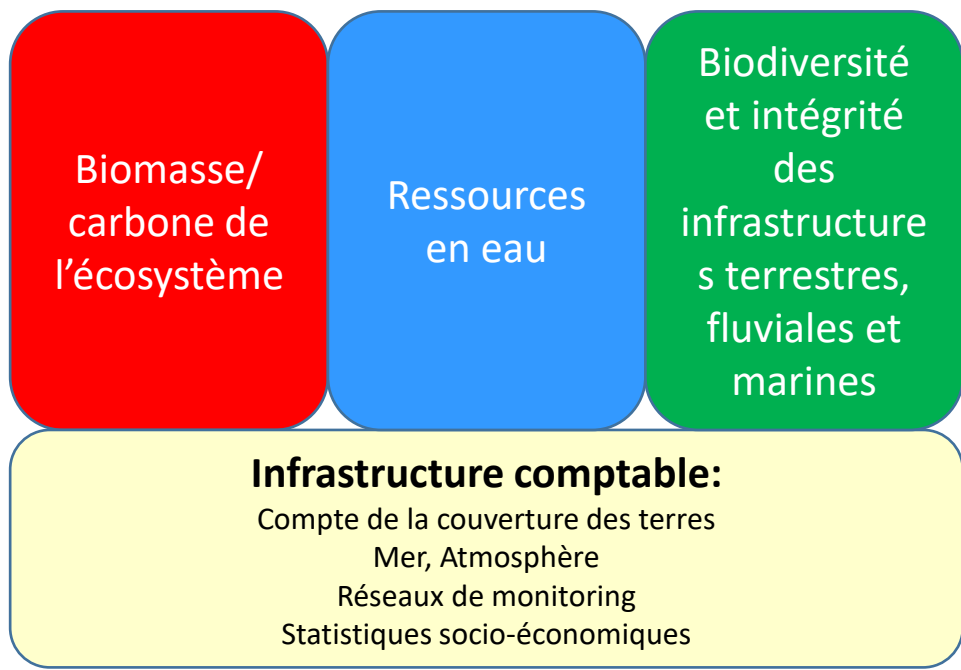 Biomasse/
carbone de
l’écosystème
Ressources
en eau
Biodiversité
et intégrité
des
infrastructure
s terrestres,
fluviales et
marines
Infrastructure comptable:
Compte de la couverture des terres
Mer, Atmosphère
Réseaux de monitoring
Statistiques socio-économiques